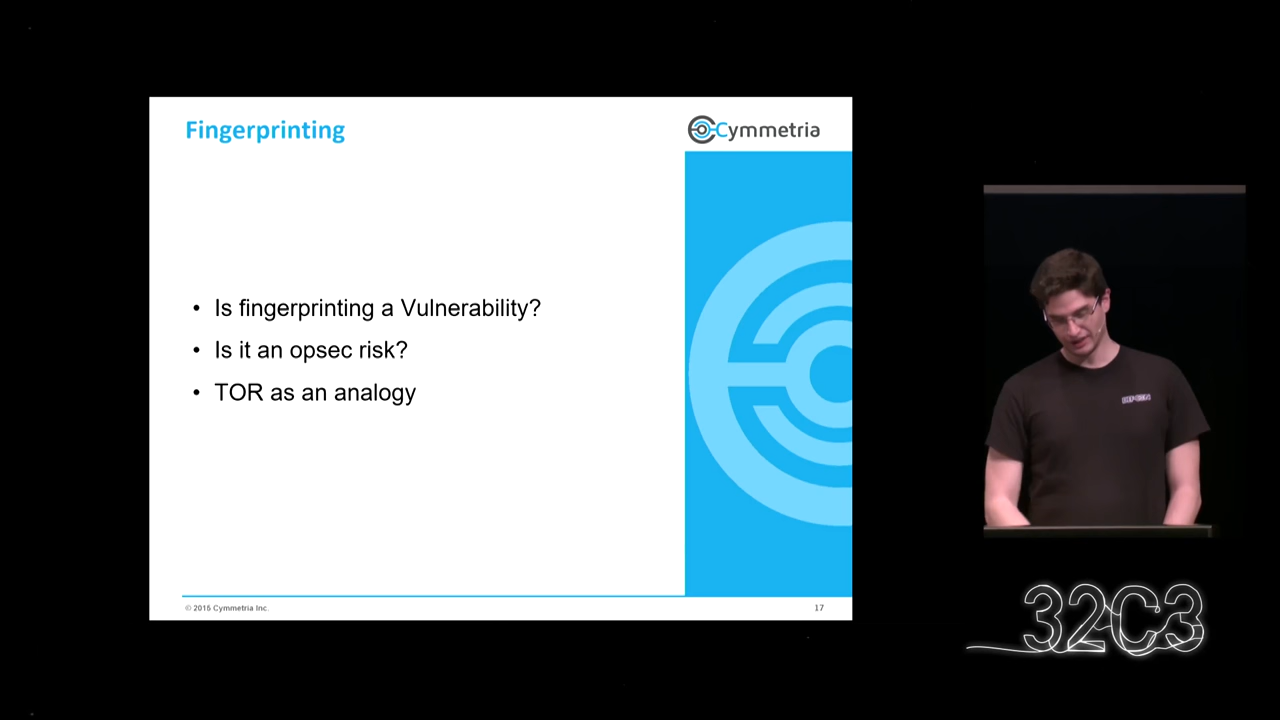 Fingerprinting
Cymmetria
• Is fingerprinting a Vulnerability?
• Is it an opsec risk?
• TOR as an analogy
© 2015 Cymmetria Inc.
17
32C3